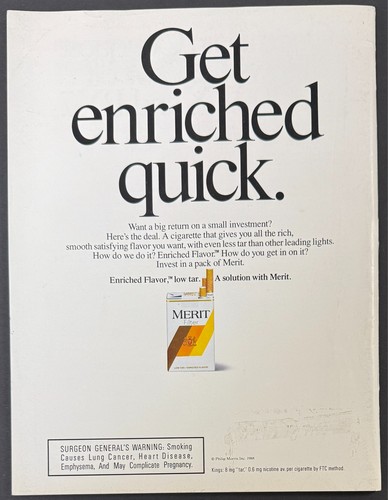 Get
enriched
quick.
Want a big return on a small investment?
Here's the deal. A cigarette that gives you all the rich,
smooth satisfying flavor you want, with even less tar than other leading lights.
How do we do it? Enriched Flavor.™ How do you get in on it?
Invest in a pack of Merit.
Enriched Flavor,™ low tar. A solution with Merit.
MERIT
Filter
SURGEON GENERAL'S WARNING: Smoking
Causes Lung Cancer, Heart Disease,
Emphysema, And May Complicate Pregnancy.
© Philip Morris Inc.
Kings: 8 mg "tar," 0.6 mg nicotine av. per cigarette by FTC method.